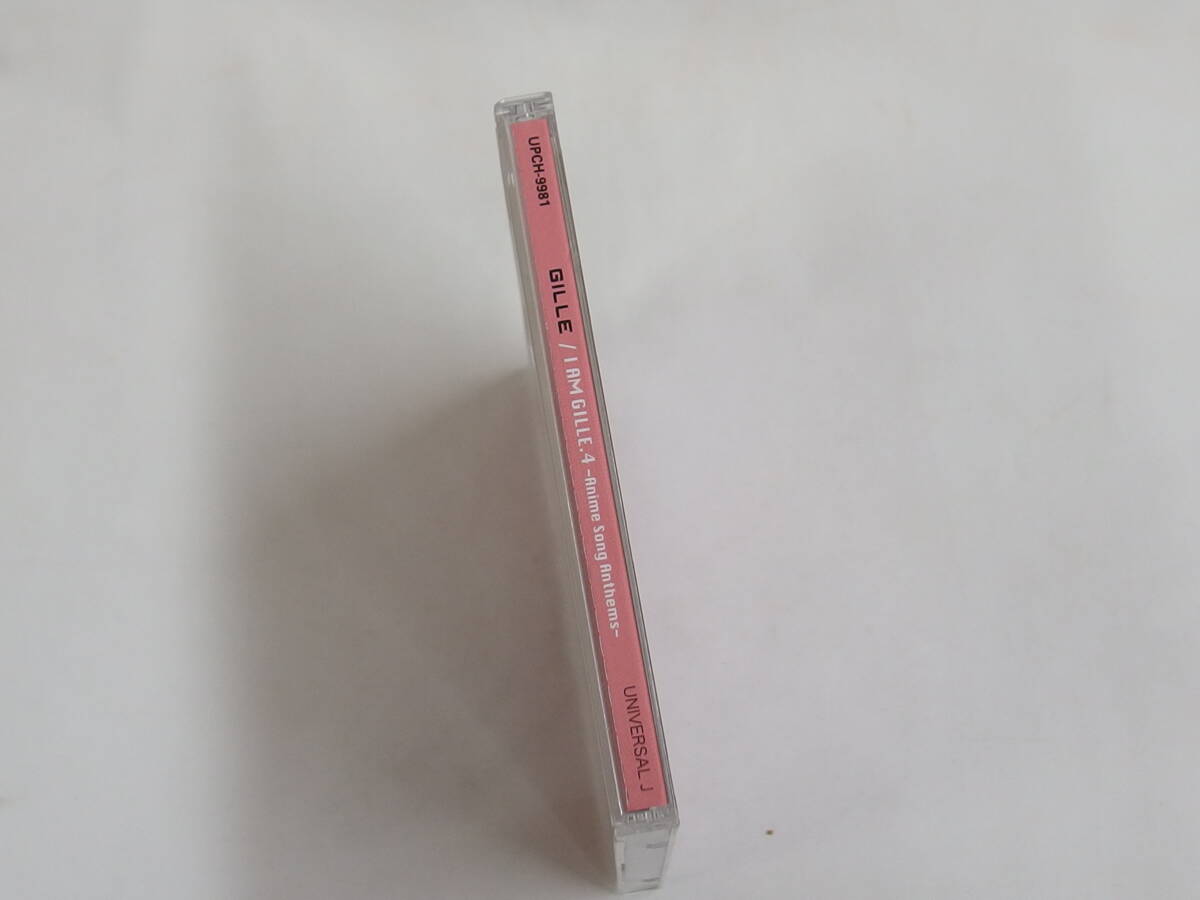 UPCH-9981
GILLE / I AM GILLE.4 -Anime Song Anthems-
UNIVERSAL J